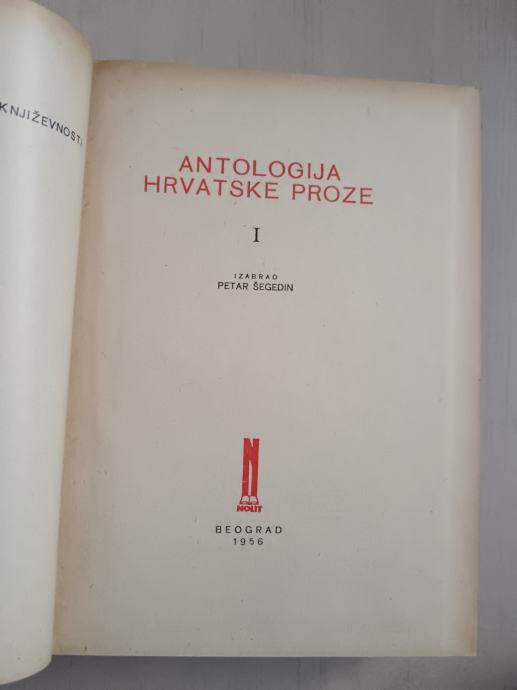 KNJIŽEVNOSTI
ANTOLOGIJA
HRVATSKE PROZE
I
IZABRAO
PETAR ŠEGEDIN
N
NOLIT
BEOGRAD
1956